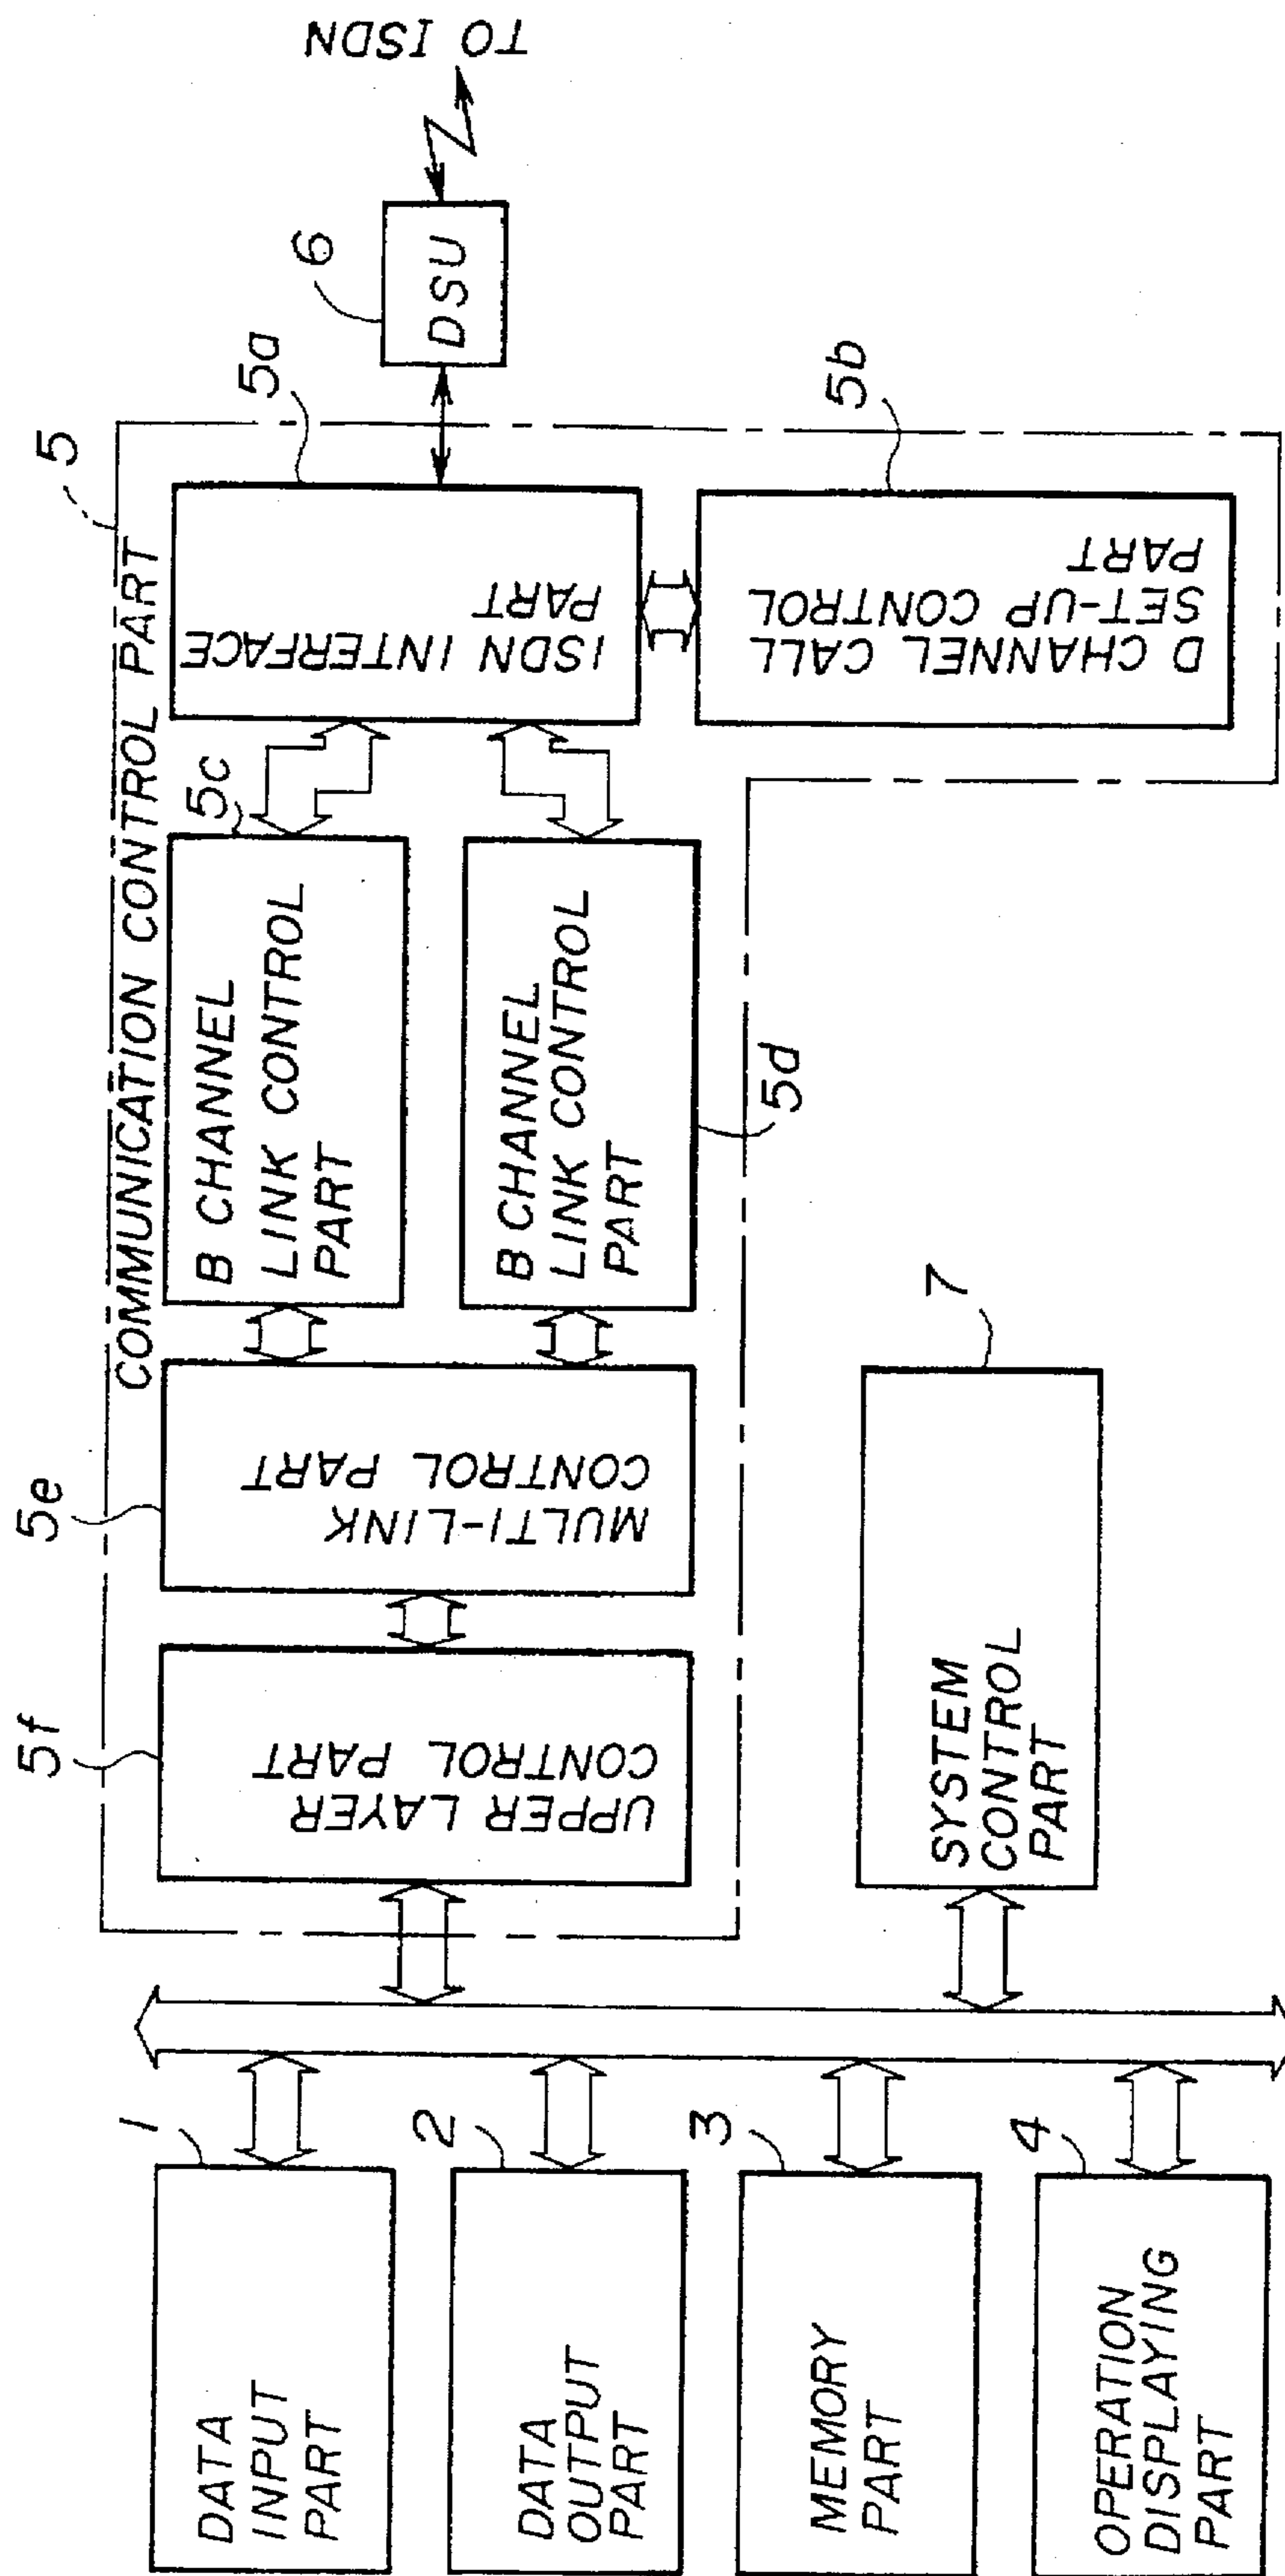 1
DATA
INPUT
PART
2
DATA
OUTPUT
PART
3
MEMORY
PART
4
OPERATION
DISPLAYING
PART
5
COMMUNICATION CONTROL PART
5f
UPPER LAYER
CONTROL PART
5e
MULTI-LINK
CONTROL PART
5c
B CHANNEL
LINK CONTROL
PART
5d
B CHANNEL
LINK CONTROL
PART
5a
ISDN INTERFACE
PART
5b
D CHANNEL CALL
SET-UP CONTROL
PART
6
DSU
TO ISDN
7
SYSTEM
CONTROL
PART